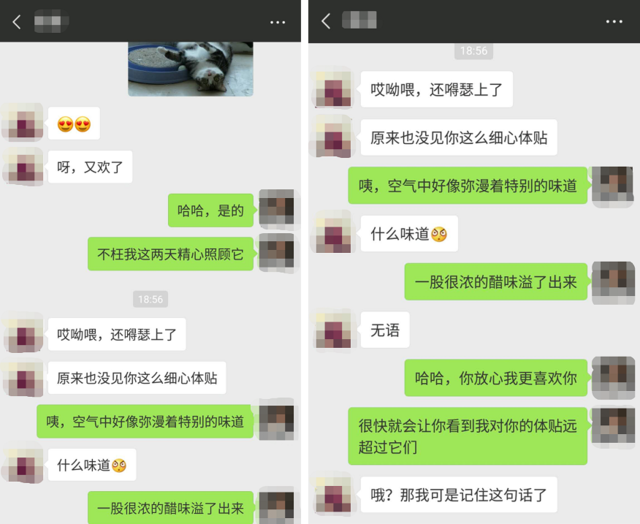 呀，又欢了
哈哈，是的
不枉我这两天精心照顾它
18:56
哎呦喂，还嘚瑟上了
原来也没见你这么细心体贴
咦，空气中好像弥漫着特别的味道
什么味道
一股很浓的醋味溢了出来
18:56
哎呦喂，还嘚瑟上了
原来也没见你这么细心体贴
咦，空气中好像弥漫着特别的味道
什么味道
一股很浓的醋味溢了出来
无语
哈哈，你放心我更喜欢你
很快就会让你看到我对你的体贴远
超过它们
哦？那我可是记住这句话了